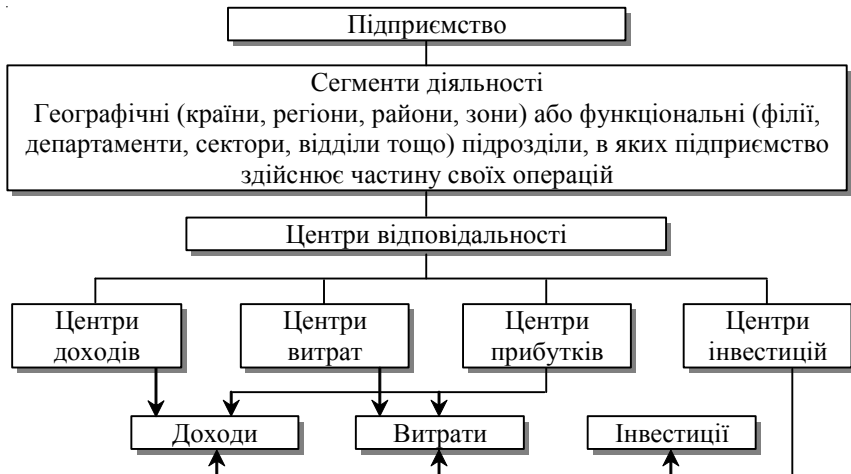 Підприємство
Сегменти діяльності
Географічні (країни, регіони, райони, зони) або функціональні (філії,
департаменти, сектори, відділи тощо) підрозділи, в яких підприємство
здійснює частину своїх операцій
Центри відповідальності
Центри
доходів
Центри
витрат
Центри
прибутків
Центри
інвестицій
Доходи
Витрати
Інвестиції